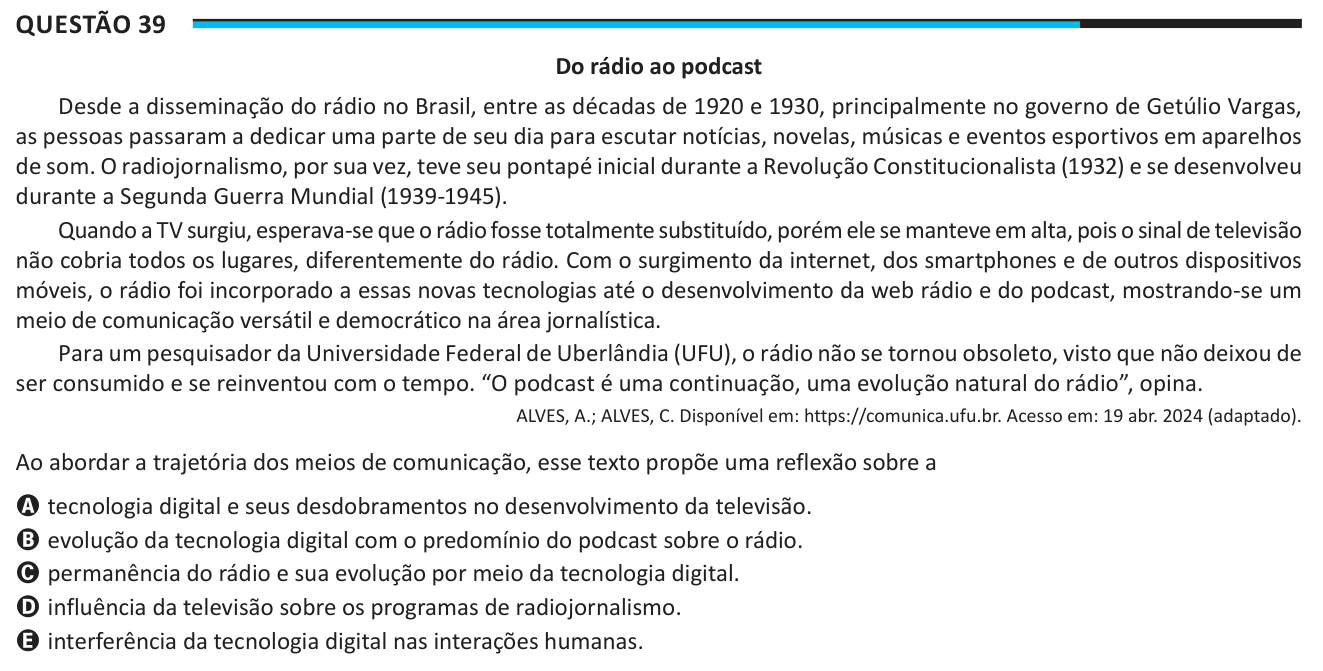 QUESTÃO 39
Do rádio ao podcast
Desde a disseminação do rádio no Brasil, entre as décadas de 1920 e 1930, principalmente no governo de Getúlio Vargas,
as pessoas passaram a dedicar uma parte de seu dia para escutar notícias, novelas, músicas e eventos esportivos em aparelhos
de som. O radiojornalismo, por sua vez, teve seu pontapé inicial durante a Revolução Constitucionalista (1932) e se desenvolveu
durante a Segunda Guerra Mundial (1939-1945).
Quando a TV surgiu, esperava-se que o rádio fosse totalmente substituído, porém ele se manteve em alta, pois o sinal de televisão
não cobria todos os lugares, diferentemente do rádio. Com o surgimento da internet, dos smartphones e de outros dispositivos
móveis, o rádio foi incorporado a essas novas tecnologias até o desenvolvimento da web rádio e do podcast, mostrando-se um
meio de comunicação versátil e democrático na área jornalística.
Para um pesquisador da Universidade Federal de Uberlândia (UFU), o rádio não se tornou obsoleto, visto que não deixou de
ser consumido e se reinventou com o tempo. “O podcast é uma continuação, uma evolução natural do rádio”, opina.
ALVES, A.; ALVES, C. Disponível em: https://comunica.ufu.br. Acesso em: 19 abr. 2024 (adaptado).
Ao abordar a trajetória dos meios de comunicação, esse texto propõe uma reflexão sobre a
A tecnologia digital e seus desdobramentos no desenvolvimento da televisão.
B evolução da tecnologia digital com o predomínio do podcast sobre o rádio.
C permanência do rádio e sua evolução por meio da tecnologia digital.
D influência da televisão sobre os programas de radiojornalismo.
E interferência da tecnologia digital nas interações humanas.